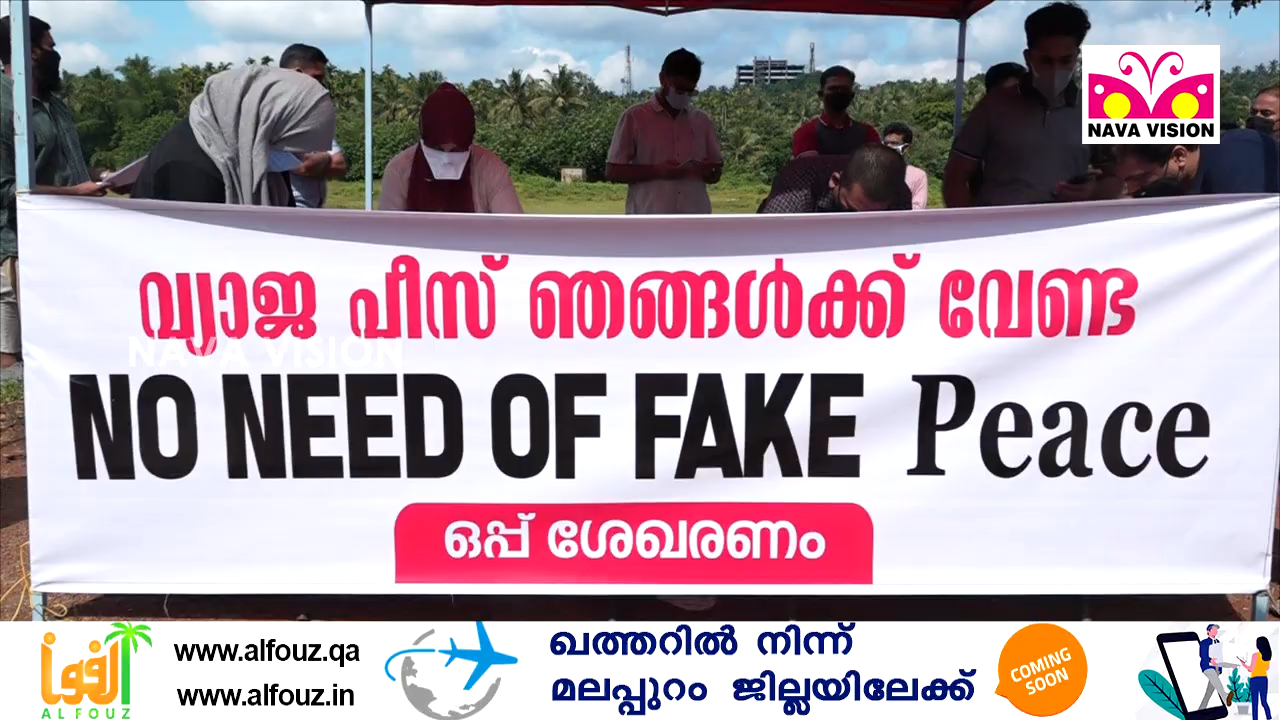 NAVA VISION
വ്യാജ പീസ് ഞങ്ങൾക്ക് വേണ്ട
NAVA VISION
NO NEED OF FAKE Peace
ഒപ്പ് ശേഖരണം
الفوز
AL FOUZ
www.alfouz.qa
www.alfouz.in
ഖത്തറിൽ നിന്ന്
മലപ്പുറം ജില്ലയിലേക്ക്
COMING
SOON